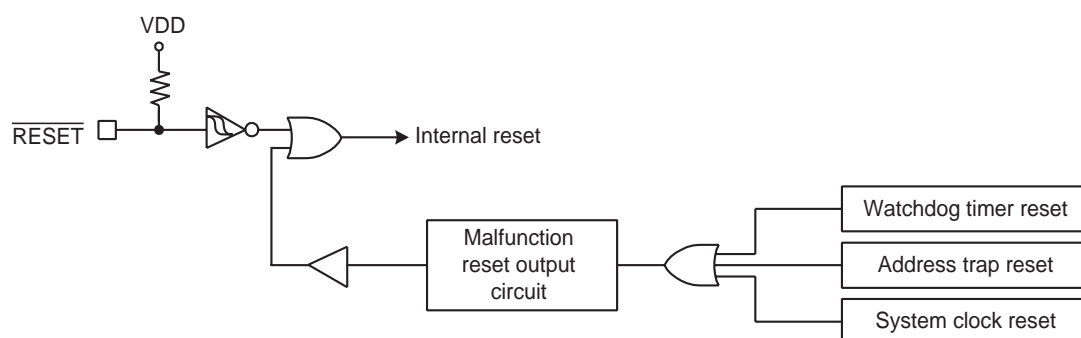 VDD
RESET
Internal reset
Watchdog timer reset
Malfunction
reset output
circuit
Address trap reset
System clock reset